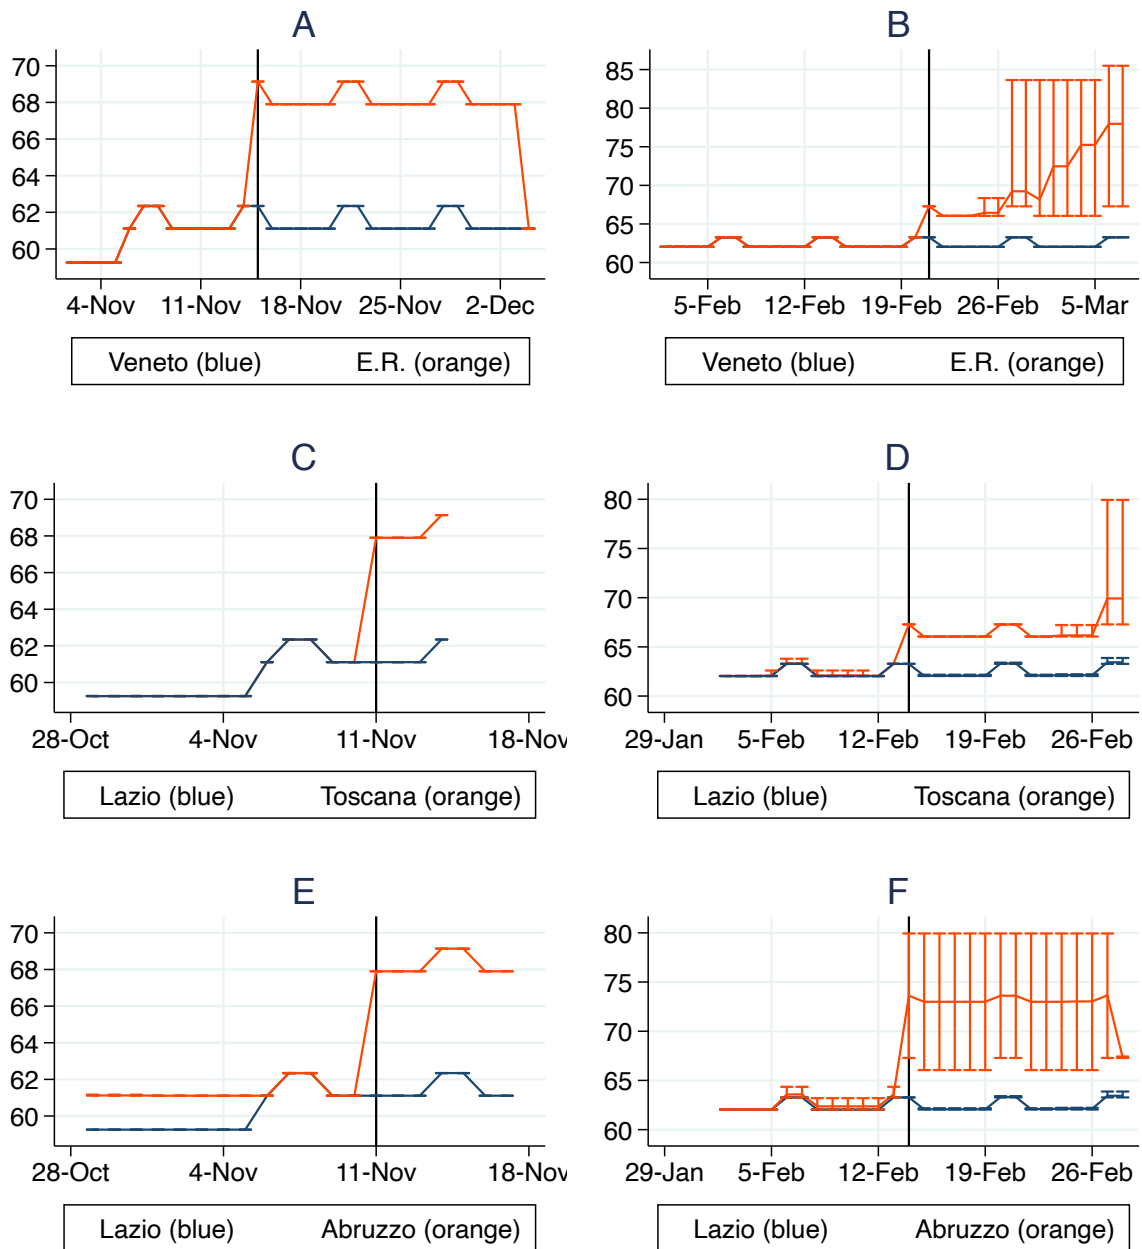 A
70
68
66
64
62
60
4-Nov 11-Nov 18-Nov 25-Nov 2-Dec
Veneto (blue) E.R. (orange)
B
85
80
75
70
65
60
5-Feb 12-Feb 19-Feb 26-Feb 5-Mar
Veneto (blue) E.R. (orange)
C
70
68
66
64
62
60
28-Oct 4-Nov 11-Nov 18-Nov
Lazio (blue) Toscana (orange)
D
80
75
70
65
60
29-Jan 5-Feb 12-Feb 19-Feb 26-Feb
Lazio (blue) Toscana (orange)
E
70
68
66
64
62
60
28-Oct 4-Nov 11-Nov 18-Nov
Lazio (blue) Abruzzo (orange)
F
80
75
70
65
60
29-Jan 5-Feb 12-Feb 19-Feb 26-Feb
Lazio (blue) Abruzzo (orange)